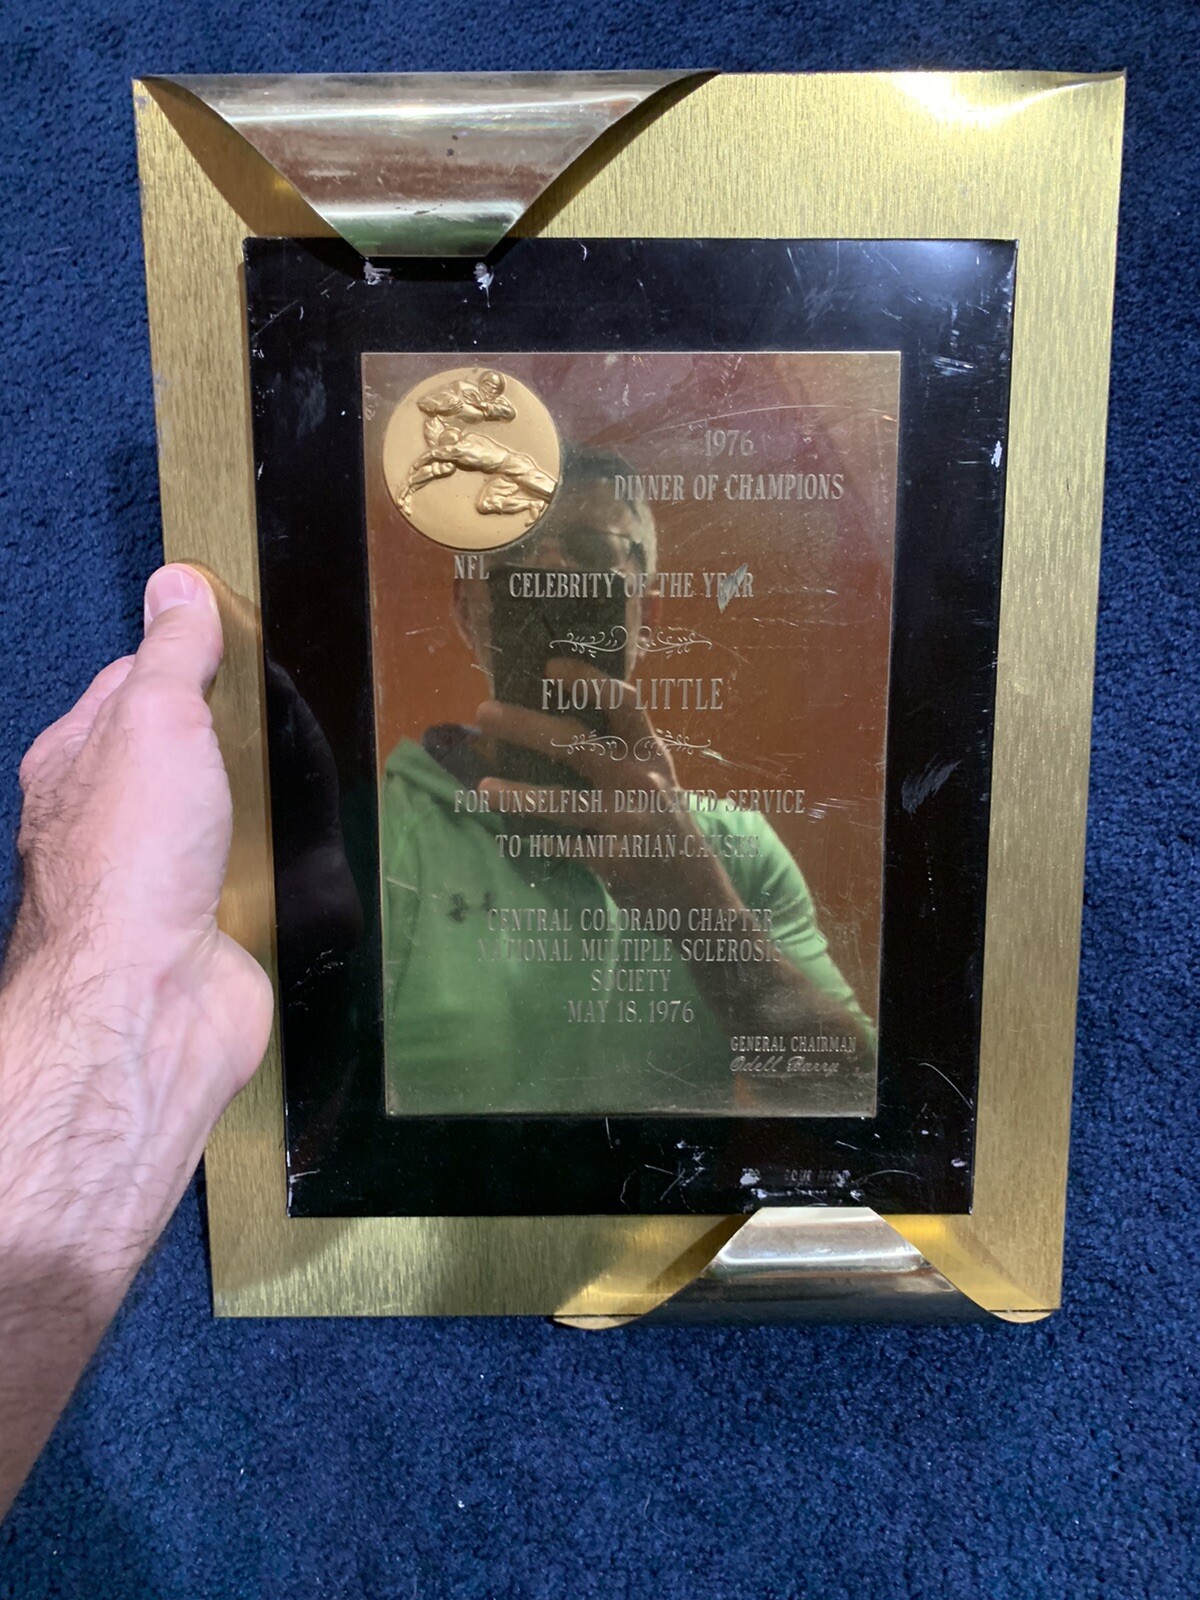 1976
DINNER OF CHAMPIONS
NFL
CELEBRITY OF THE YEAR
FLOYD LITTLE
FOR UNSELFISH, DEDICATED SERVICE
TO HUMANITARIAN CAUSES.
CENTRAL COLORADO CHAPTER
NATIONAL MULTIPLE SCLEROSIS
SOCIETY
MAY 18, 1976
GENERAL CHAIRMAN
Odell Barry